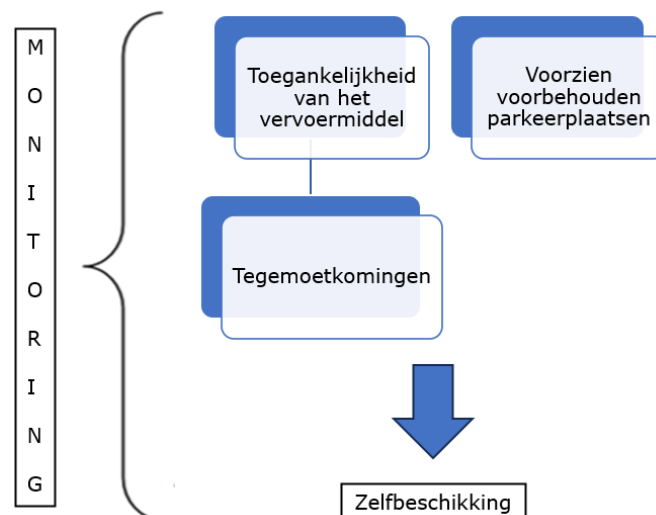 M
O
N
I
T
O
R
I
N
G
Toegankelijkheid
van het
vervoermiddel
Voorzien
voorbehouden
parkeerplaatsen
Tegemoetkomingen
Zelfbeschikking